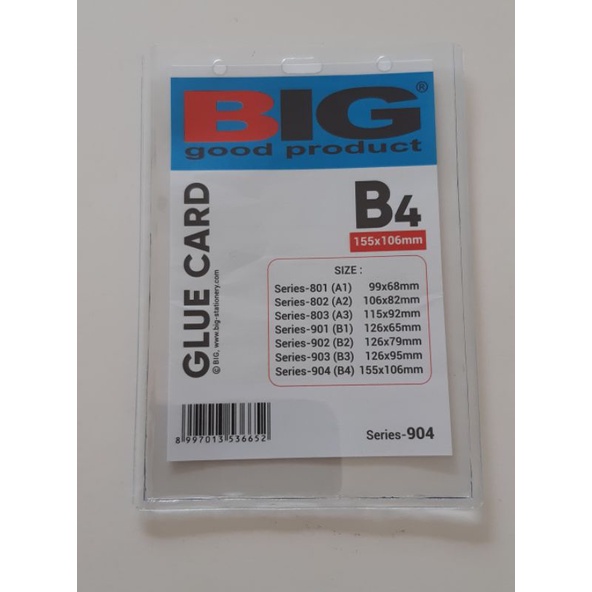 BIG®
good product
B4
155x106mm
GLUE CARD
© BIG, www.big-stationery.com
SIZE :
Series-801 (A1) 99x68mm
Series-802 (A2) 106x82mm
Series-803 (A3) 115x92mm
Series-901 (B1) 126x65mm
Series-902 (B2) 126x79mm
Series-903 (B3) 126x95mm
Series-904 (B4) 155x106mm
8 997013 536652
Series-904